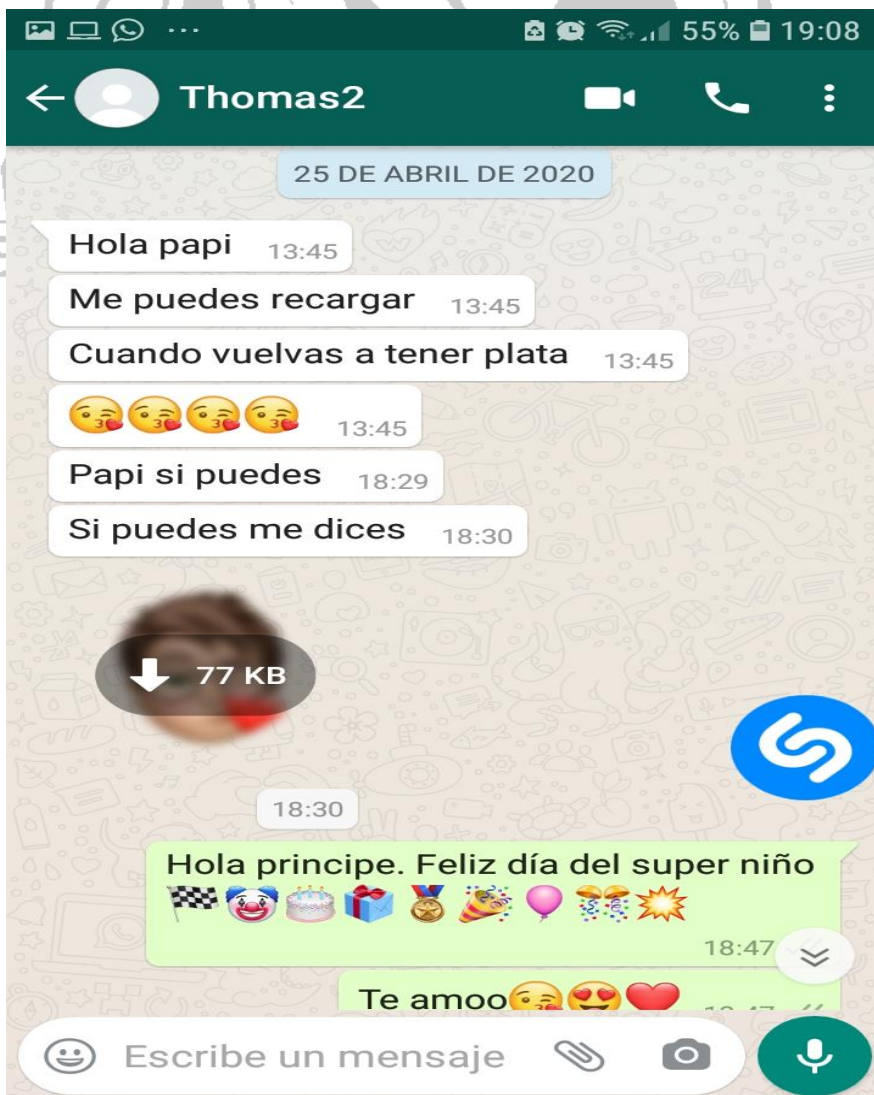 55% 19:08
Thomas2
25 DE ABRIL DE 2020
Hola papi 13:45
Me puedes recargar 13:45
Cuando vuelvas a tener plata 13:45
13:45
Papi si puedes 18:29
Si puedes me dices 18:30
77 KB
18:30
Hola principe. Feliz día del super niño
18:47
Te amoo
Escribe un mensaje